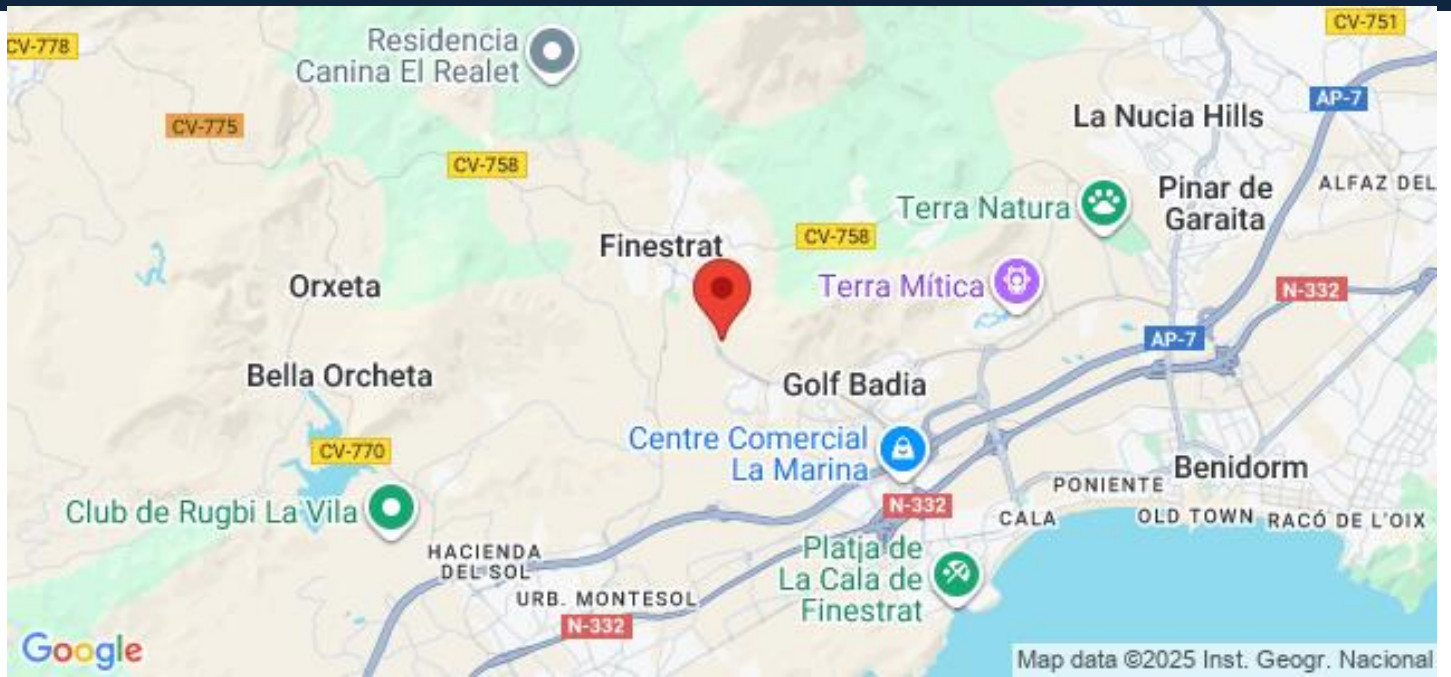 CV-778
Residencia
Canina El Realet
CV-751
AP-7
CV-775
CV-758
La Nucia Hills
Terra Natura
Pinar de
Garaita
ALFAZ DEL
Finestrat
CV-758
Orxeta
Terra Mítica
N-332
AP-7
Bella Orcheta
Golf Badia
Centre Comercial
La Marina
CV-770
Benidorm
PONIENTE
N-332
Club de Rugbi La Vila
CALA
OLD TOWN
RACÓ DE L'OIX
HACIENDA
DEL SOL
Platja de
La Cala de
Finestrat
URB. MONTESOL
N-332
Google
Map data ©2025 Inst. Geogr. Nacional